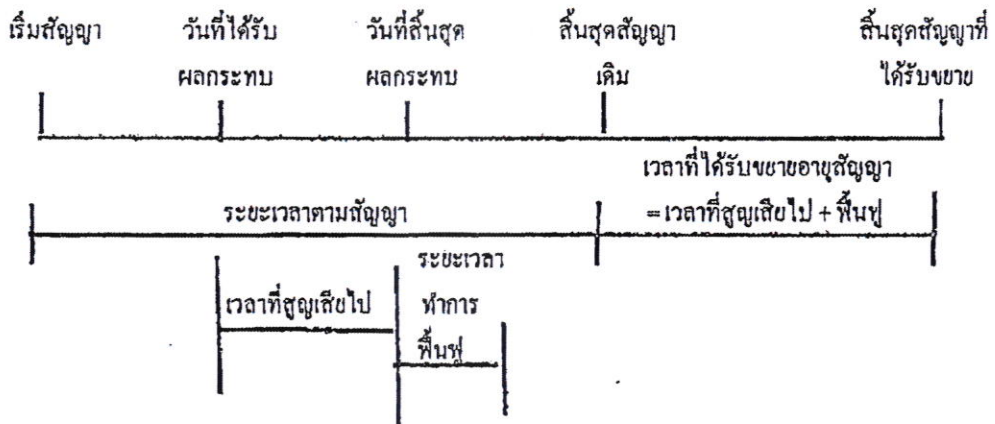 เริ่มสัญญา วันที่ได้รับ วันที่สิ้นสุด สิ้นสุดสัญญา สิ้นสุดสัญญาที่
ผลกระทบ ผลกระทบ เดิม ได้รับขยาย
เวลาที่ได้รับขยายอายุสัญญา
ระยะเวลาตามสัญญา = เวลาที่สูญเสียไป + ฟื้นฟู
ระยะเวลา
เวลาที่สูญเสียไป ทำการ
ฟื้นฟู